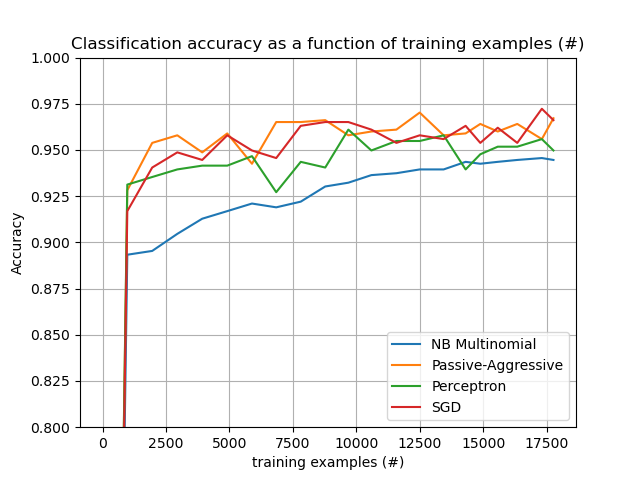 Classification accuracy as a function of training examples (#)
1.000
0.975
0.950
0.925
0.900
0.875
0.850
0.825
0.800
Accuracy
NB Multinomial
Passive-Aggressive
Perceptron
SGD
0 2500 5000 7500 10000 12500 15000 17500
training examples (#)